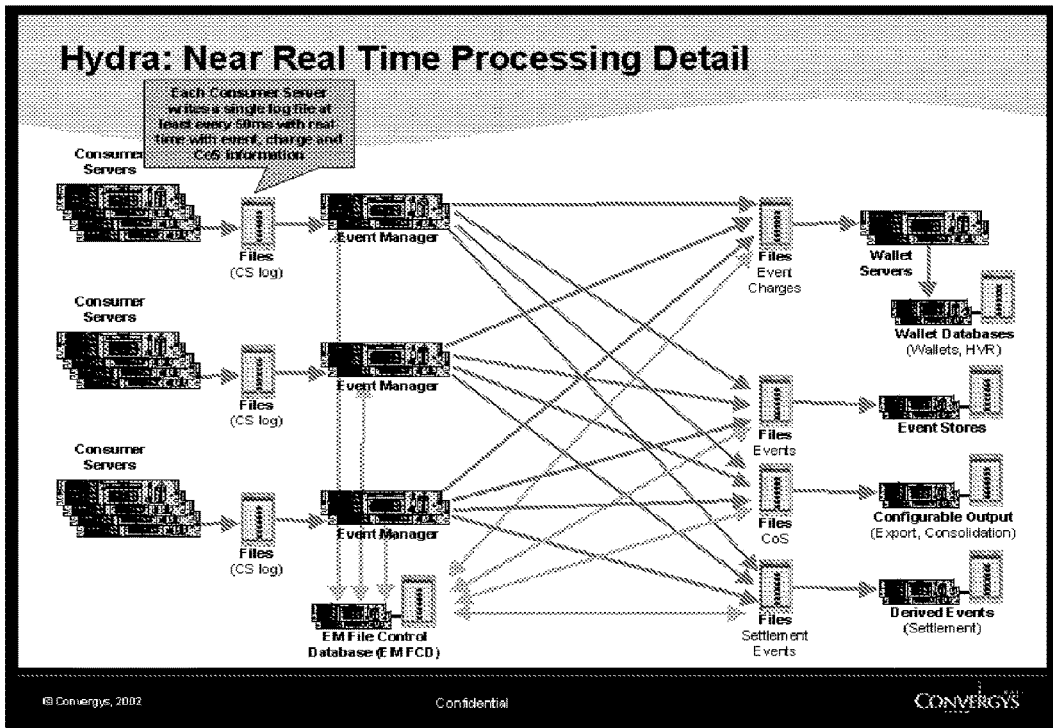 Hydra: Near Real Time Processing Detail
Each Consumer Server
writes a single log file at
least every 50ms with real
time with event, charge and
CoS information
Consumer
Servers
Files
(CS log)
Event Manager
Files
Event
Charges
Wallet
Servers
Wallet Databases
(Wallets, HVR)
Consumer
Servers
Files
(CS log)
Event Manager
Files
Events
Event Stores
Consumer
Servers
Files
(CS log)
Event Manager
Files
CoS
Configurable Output
(Export, Consolidation)
EM File Control
Database (EM FCD)
Files
Settlement
Events
Derived Events
(Settlement)
© Convergys, 2002
Confidential
CONVERGYS